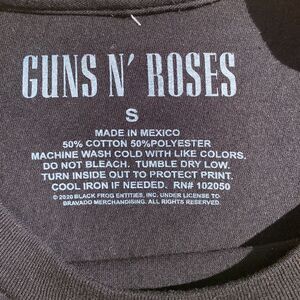 GUNS N' ROSES
S
MADE IN MEXICO
50% COTTON 50%POLYESTER
MACHINE WASH COLD WITH LIKE COLORS.
DO NOT BLEACH. TUMBLE DRY LOW.
TURN INSIDE OUT TO PROTECT PRINT.
COOL IRON IF NEEDED. RN# 102050
© 2020 BLACK FROG ENTITIES, INC. UNDER LICENSE TO
BRAVADO MERCHANDISING. ALL RIGHTS RESERVED.